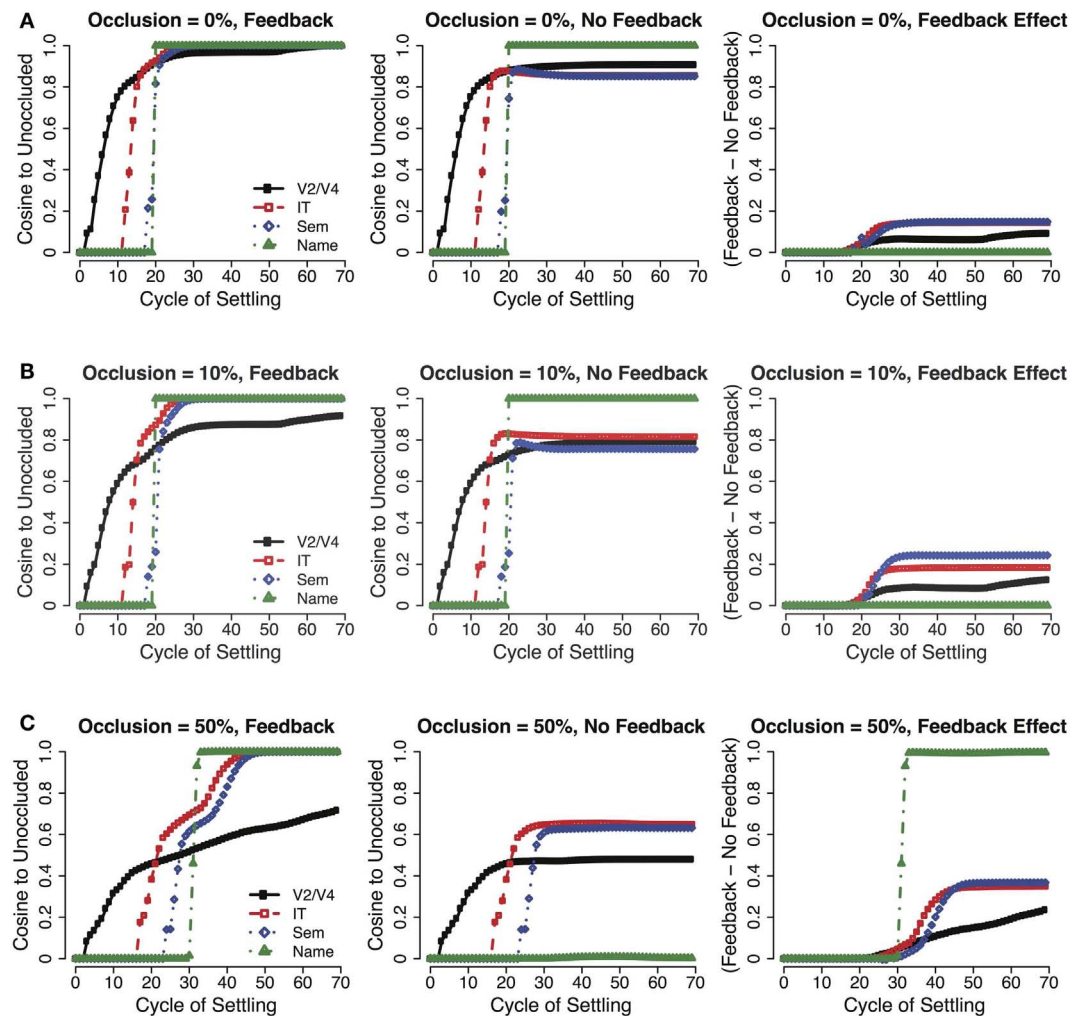 A
Occlusion = 0%, Feedback
Cosine to Unoccluded
0 0.2 0.4 0.6 0.8 1.0
V2/V4
IT
Sem
Name
0 10 20 30 40 50 60 70
Cycle of Settling
Occlusion = 0%, No Feedback
Cosine to Unoccluded
0 0.2 0.4 0.6 0.8 1.0
0 10 20 30 40 50 60 70
Cycle of Settling
Occlusion = 0%, Feedback Effect
(Feedback − No Feedback)
0 0.2 0.4 0.6 0.8 1.0
0 10 20 30 40 50 60 70
Cycle of Settling
B
Occlusion = 10%, Feedback
Cosine to Unoccluded
0 0.2 0.4 0.6 0.8 1.0
V2/V4
IT
Sem
Name
0 10 20 30 40 50 60 70
Cycle of Settling
Occlusion = 10%, No Feedback
Cosine to Unoccluded
0 0.2 0.4 0.6 0.8 1.0
0 10 20 30 40 50 60 70
Cycle of Settling
Occlusion = 10%, Feedback Effect
(Feedback − No Feedback)
0 0.2 0.4 0.6 0.8 1.0
0 10 20 30 40 50 60 70
Cycle of Settling
C
Occlusion = 50%, Feedback
Cosine to Unoccluded
0 0.2 0.4 0.6 0.8 1.0
V2/V4
IT
Sem
Name
0 10 20 30 40 50 60 70
Cycle of Settling
Occlusion = 50%, No Feedback
Cosine to Unoccluded
0 0.2 0.4 0.6 0.8 1.0
0 10 20 30 40 50 60 70
Cycle of Settling
Occlusion = 50%, Feedback Effect
(Feedback − No Feedback)
0 0.2 0.4 0.6 0.8 1.0
0 10 20 30 40 50 60 70
Cycle of Settling